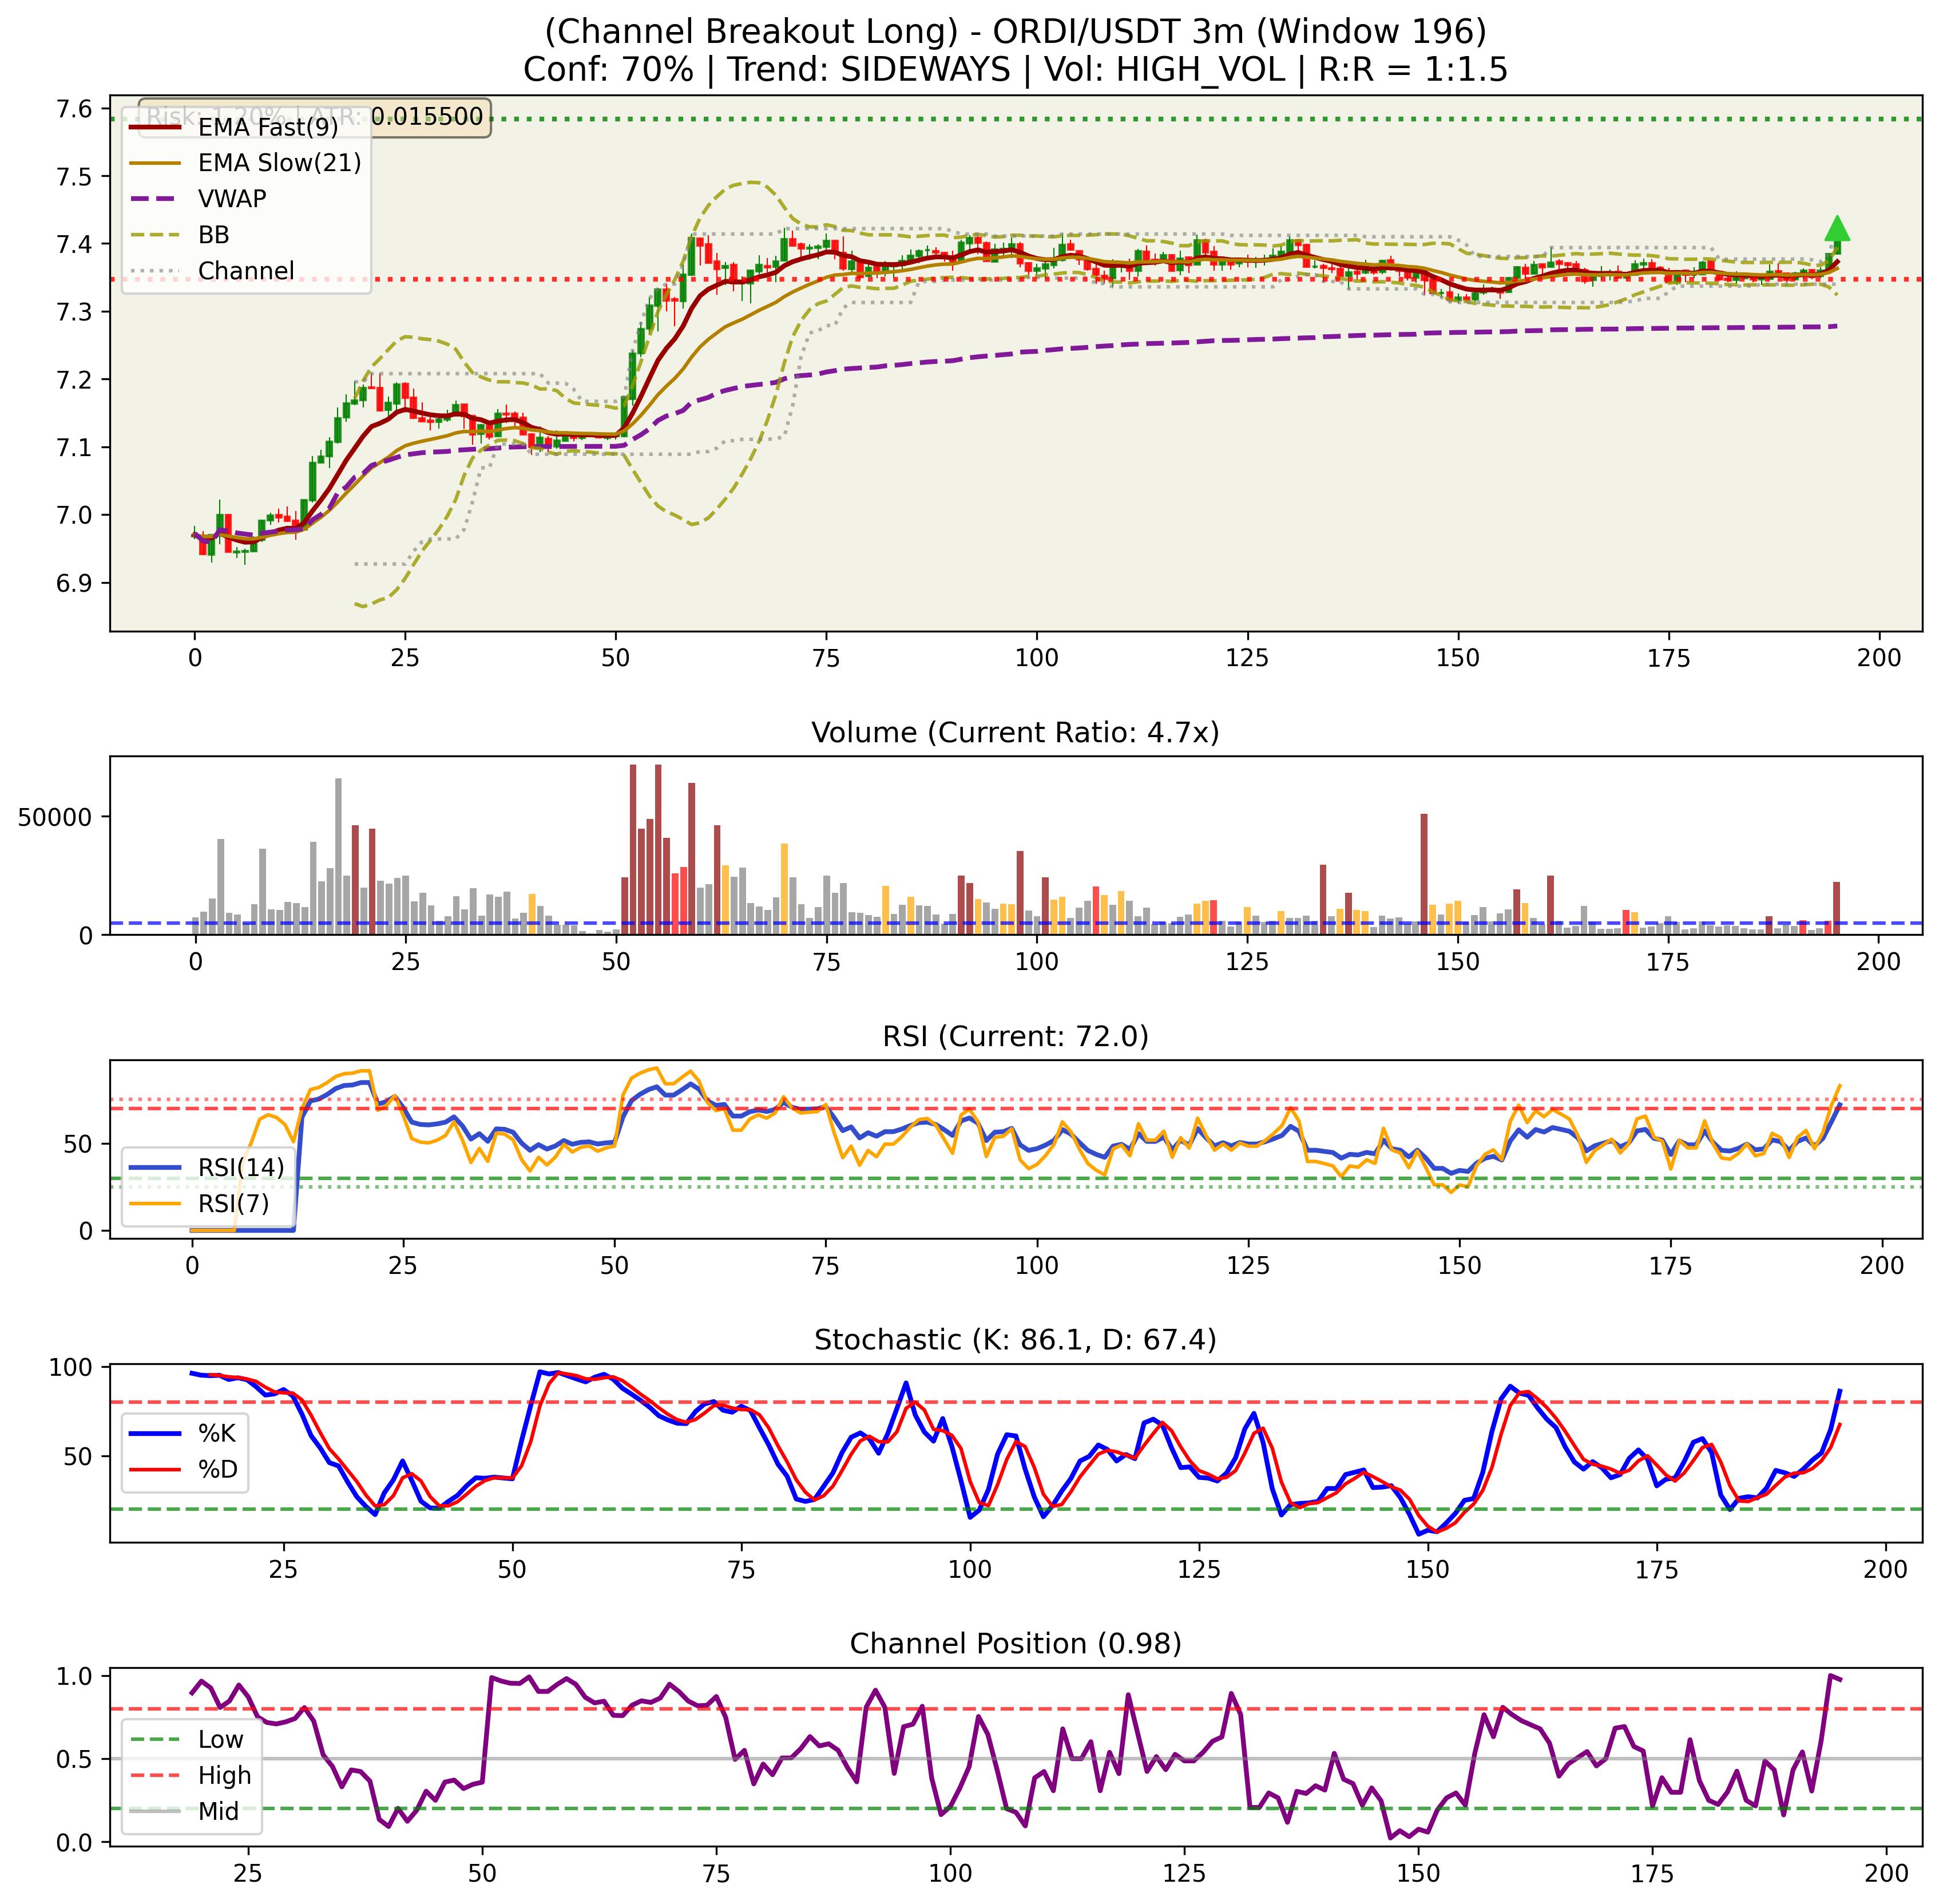 (Channel Breakout Long) - ORDI/USDT 3m (Window 196)
Conf: 70% | Trend: SIDEWAYS | Vol: HIGH_VOL | R:R = 1:1.5
Risk: 1.20% | ATR: 0.015500
EMA Fast(9)
EMA Slow(21)
VWAP
BB
Channel
7.6
7.5
7.4
7.3
7.2
7.1
7.0
6.9
0 25 50 75 100 125 150 175 200
Volume (Current Ratio: 4.7x)
50000
0
0 25 50 75 100 125 150 175 200
RSI (Current: 72.0)
50
0
RSI(14)
RSI(7)
0 25 50 75 100 125 150 175 200
Stochastic (K: 86.1, D: 67.4)
100
50
%K
%D
25 50 75 100 125 150 175 200
Channel Position (0.98)
1.0
0.5
0.0
Low
High
Mid
25 50 75 100 125 150 175 200